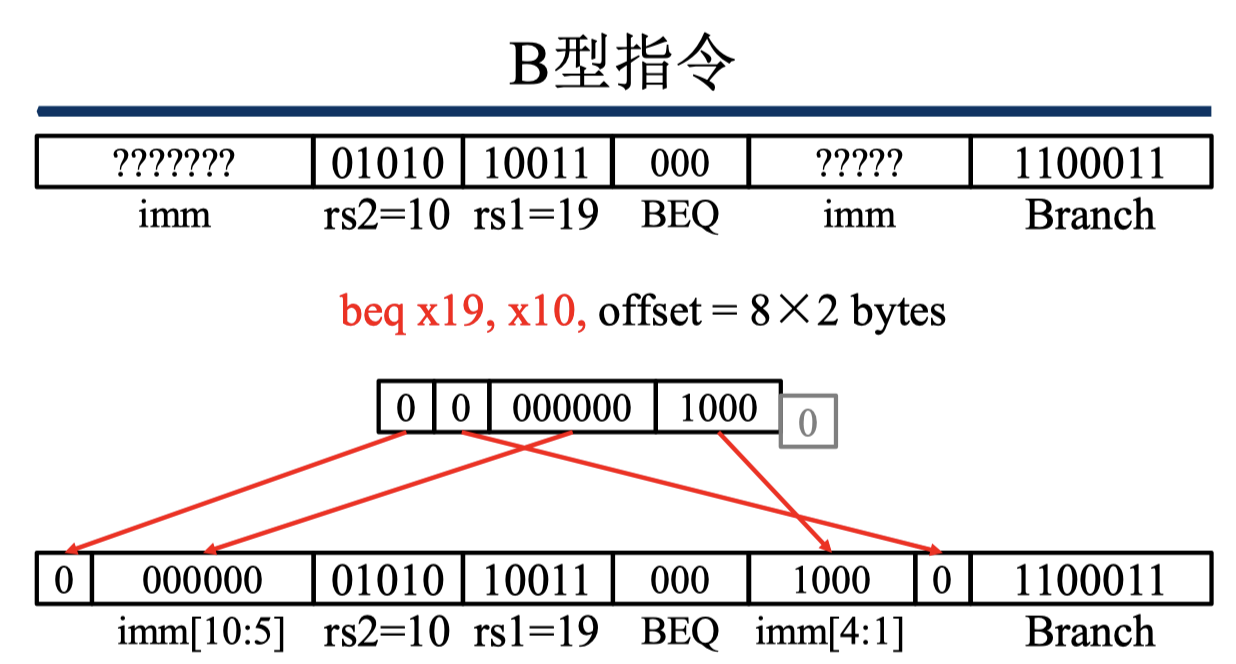 B型指令
??????? 01010 10011 000 ????? 1100011
imm rs2=10 rs1=19 BEQ imm Branch
beq x19, x10, offset = 8×2 bytes
0 0 000000 1000 0
0 000000 01010 10011 000 1000 0 1100011
imm[10:5] rs2=10 rs1=19 BEQ imm[4:1] Branch